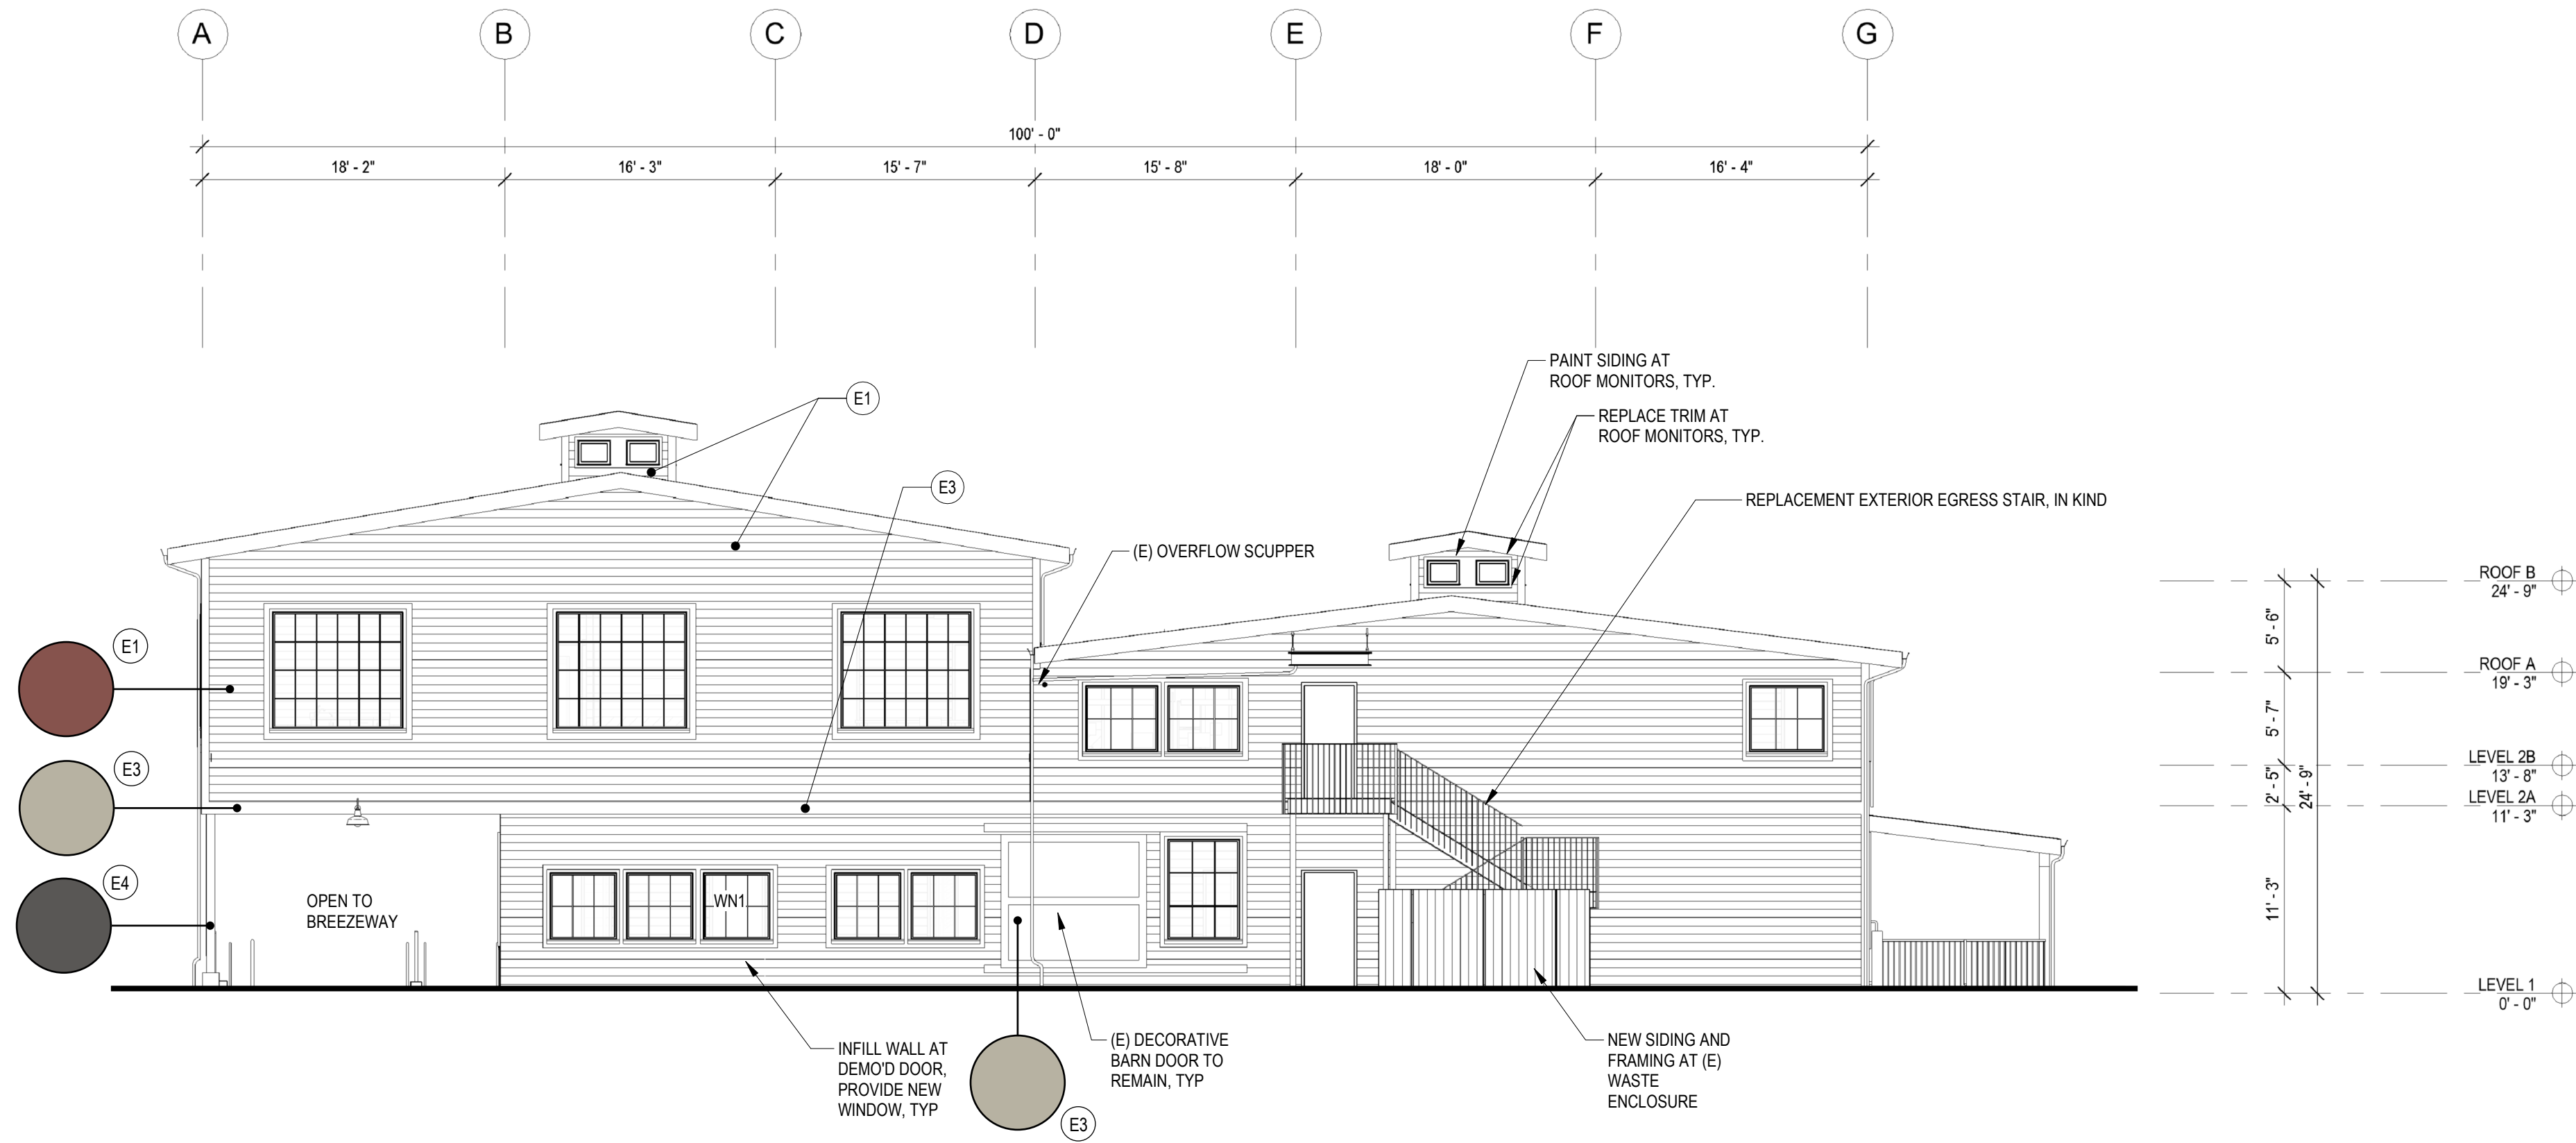 A B C D E F G
100' - 0"
18' - 2" 16' - 3" 15' - 7" 15' - 8" 18' - 0" 16' - 4"
PAINT SIDING AT
ROOF MONITORS, TYP.
E1
REPLACE TRIM AT
ROOF MONITORS, TYP.
E3
REPLACEMENT EXTERIOR EGRESS STAIR, IN KIND
(E) OVERFLOW SCUPPER
ROOF B
24' - 9"
5' - 6"
E1
ROOF A
19' - 3"
5' - 7"
E3
LEVEL 2B
13' - 8"
2' - 5"
24' - 9"
LEVEL 2A
11' - 3"
E4
OPEN TO
BREEZEWAY
WN1
11' - 3"
LEVEL 1
0' - 0"
INFILL WALL AT
DEMO'D DOOR,
PROVIDE NEW
WINDOW, TYP
E3
(E) DECORATIVE
BARN DOOR TO
REMAIN, TYP
NEW SIDING AND
FRAMING AT (E)
WASTE
ENCLOSURE